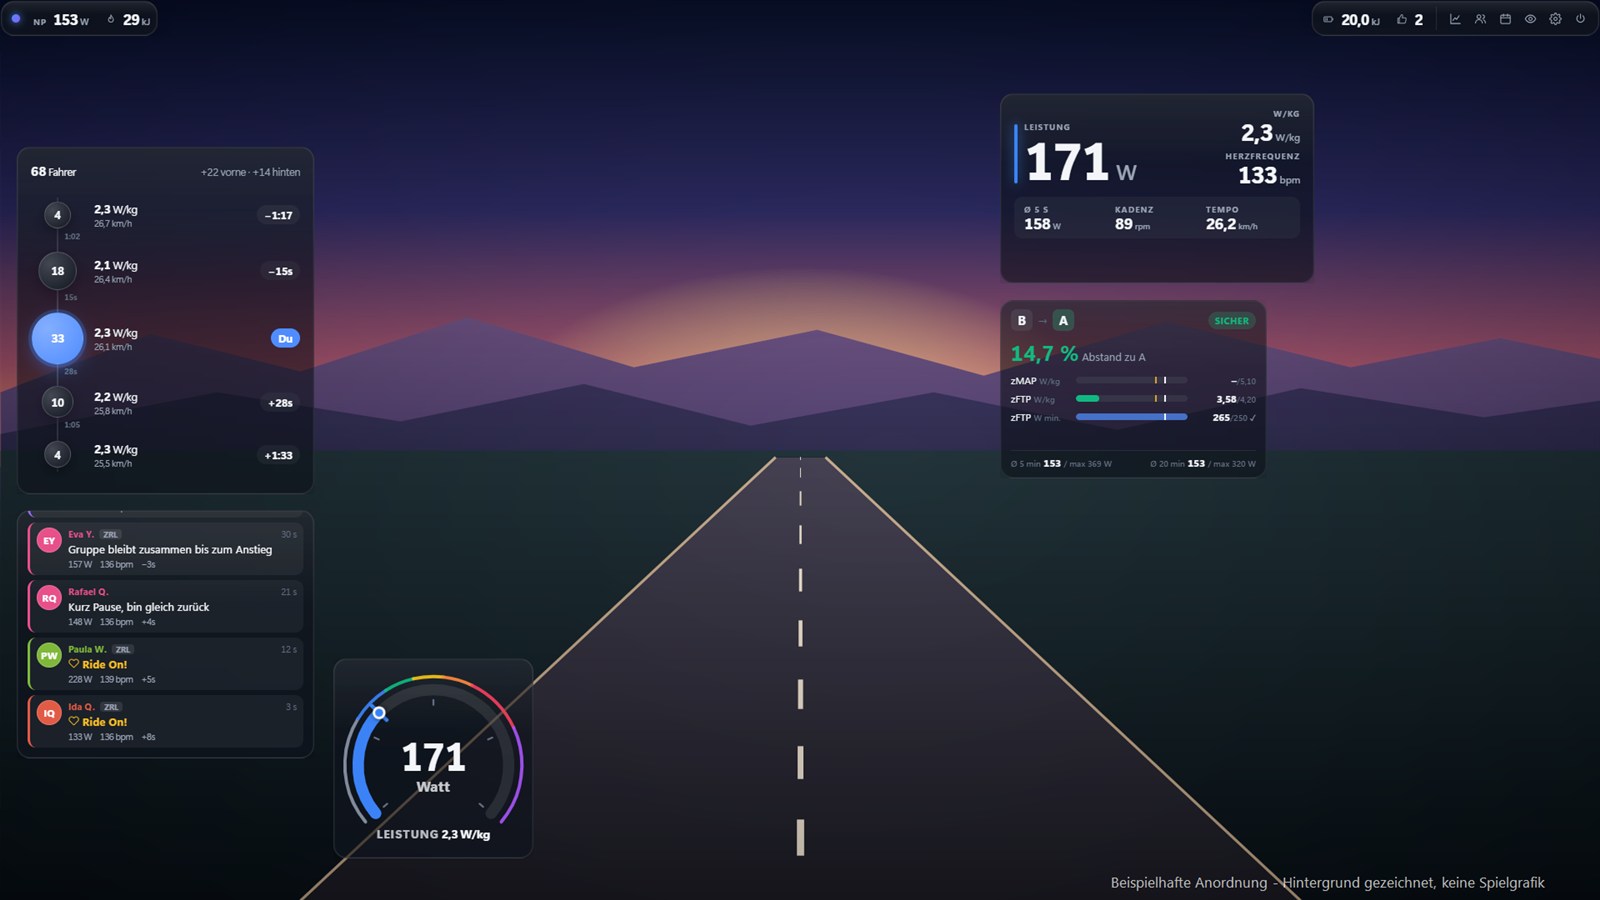 NP 153 W 29 kJ
20,0 kJ 2
68 Fahrer +22 vorne · +14 hinten
4 2,3 W/kg −1:17
26,7 km/h
1:02
18 2,1 W/kg −15s
26,4 km/h
15s
33 2,3 W/kg Du
26,1 km/h
28s
10 2,2 W/kg +28s
25,8 km/h
1:05
4 2,3 W/kg +1:33
25,5 km/h
EY Eva Y. ZRL 30 s
Gruppe bleibt zusammen bis zum Anstieg
157 W 136 bpm −3s
RQ Rafael Q. 21 s
Kurz Pause, bin gleich zurück
148 W 136 bpm +4s
PW Paula W. ZRL 12 s
Ride On!
228 W 139 bpm +5s
IQ Ida Q. ZRL 3 s
Ride On!
133 W 136 bpm +8s
171
Watt
LEISTUNG 2,3 W/kg
LEISTUNG
171 W
W/KG
2,3 W/kg
HERZFREQUENZ
133 bpm
Ø 5 S KADENZ TEMPO
158 W 89 rpm 26,2 km/h
B → A SICHER
14,7 % Abstand zu A
zMAP W/kg –/5,10
zFTP W/kg 3,58/4,20
zFTP W min. 265/250 ✓
Ø 5 min 153 / max 369 W Ø 20 min 153 / max 320 W
Beispielhafte Anordnung - Hintergrund gezeichnet, keine Spielgrafik